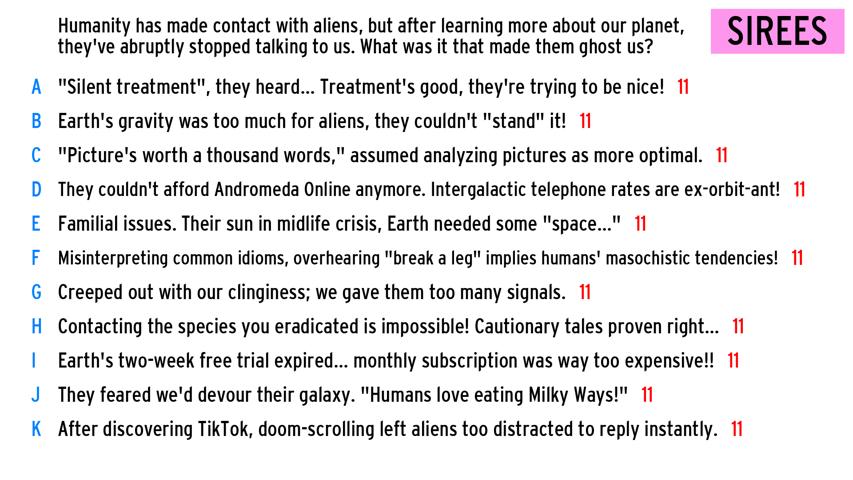 Humanity has made contact with aliens, but after learning more about our planet,
they've abruptly stopped talking to us. What was it that made them ghost us?
SIREES
A "Silent treatment", they heard... Treatment's good, they're trying to be nice! 11
B Earth's gravity was too much for aliens, they couldn't "stand" it! 11
C "Picture's worth a thousand words," assumed analyzing pictures as more optimal. 11
D They couldn't afford Andromeda Online anymore. Intergalactic telephone rates are ex-orbit-ant! 11
E Familial issues. Their sun in midlife crisis, Earth needed some "space..." 11
F Misinterpreting common idioms, overhearing "break a leg" implies humans' masochistic tendencies! 11
G Creeped out with our clinginess; we gave them too many signals. 11
H Contacting the species you eradicated is impossible! Cautionary tales proven right... 11
I Earth's two-week free trial expired... monthly subscription was way too expensive!! 11
J They feared we'd devour their galaxy. "Humans love eating Milky Ways!" 11
K After discovering TikTok, doom-scrolling left aliens too distracted to reply instantly. 11